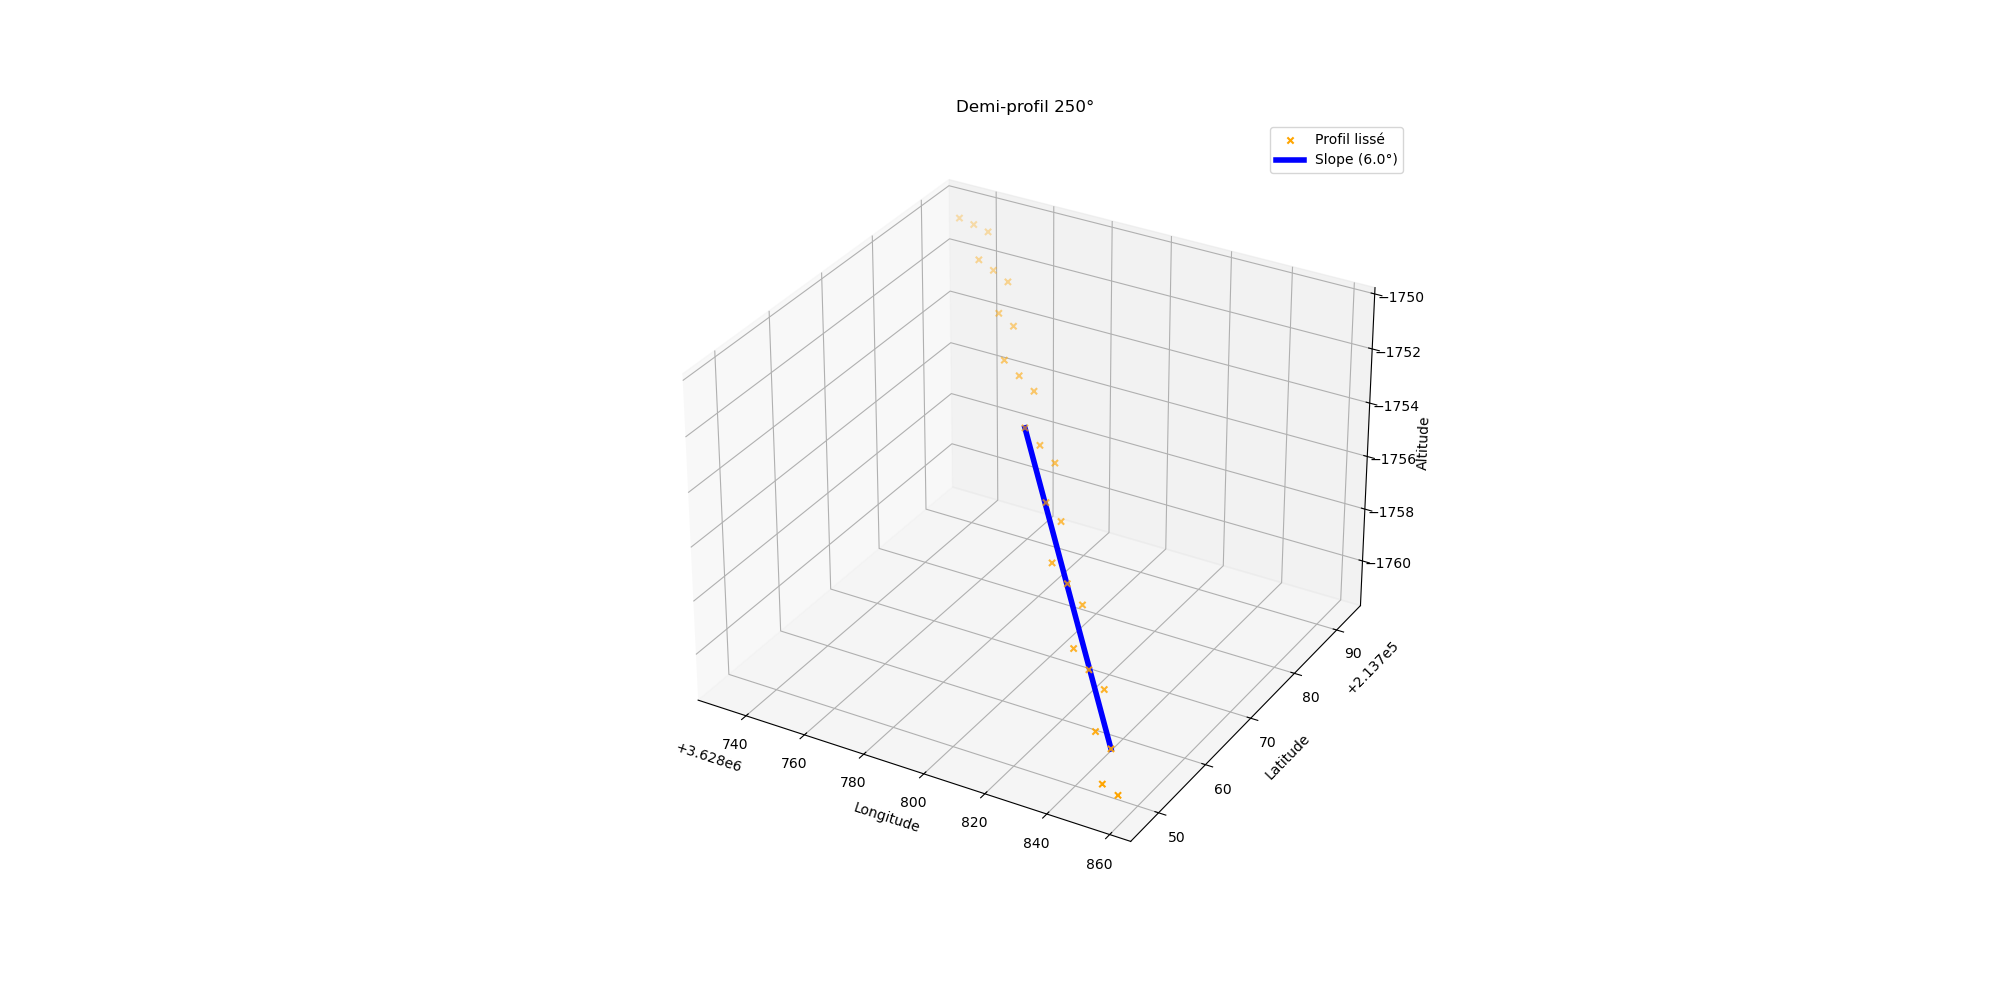 Demi-profil 250°
Profil lissé
Slope (6.0°)
−1750
−1752
−1754
−1756
−1758
−1760
Altitude
90
80
70
60
50
+2.137e5
Latitude
740
760
780
800
820
840
860
+3.628e6
Longitude